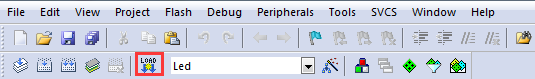 File Edit View Project Flash Debug Peripherals Tools SVCS Window Help
LOAD Led